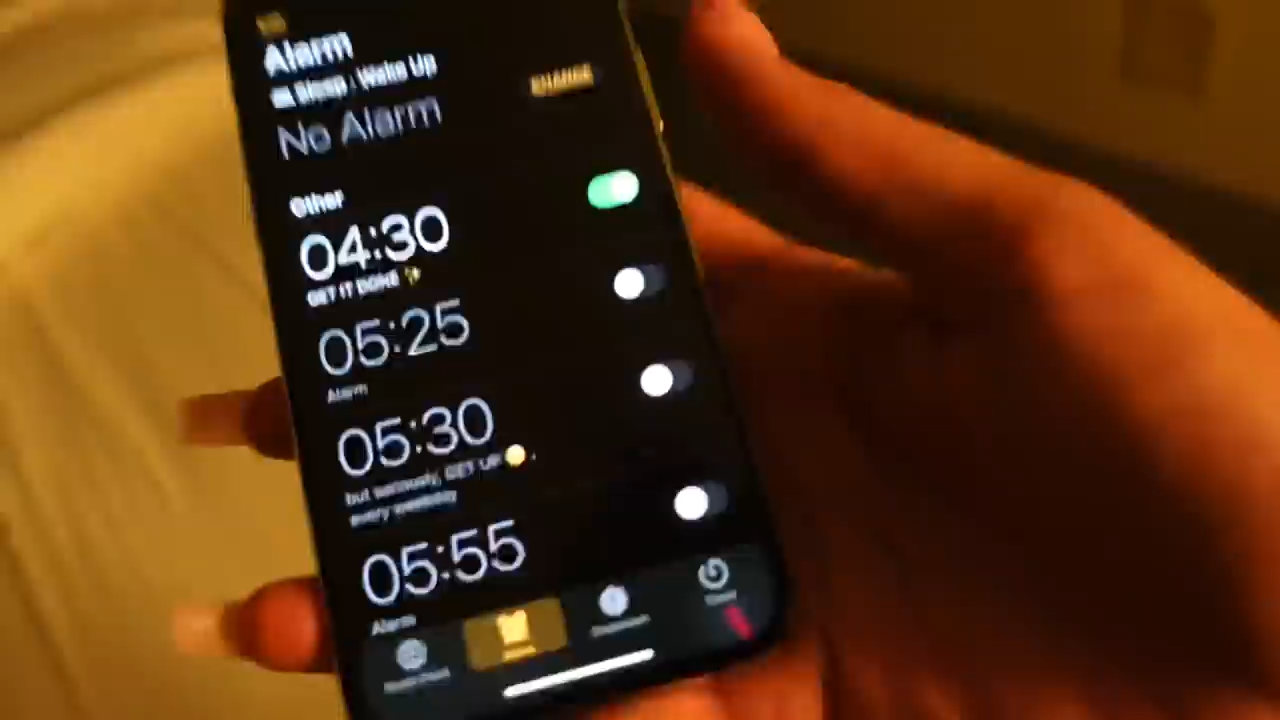 Alarm
Sleep | Wake Up
No Alarm
CHANGE
Other
04:30
GET IT DONE
05:25
Alarm
05:30
but seriously, GET UP
every weekday
05:55
Alarm